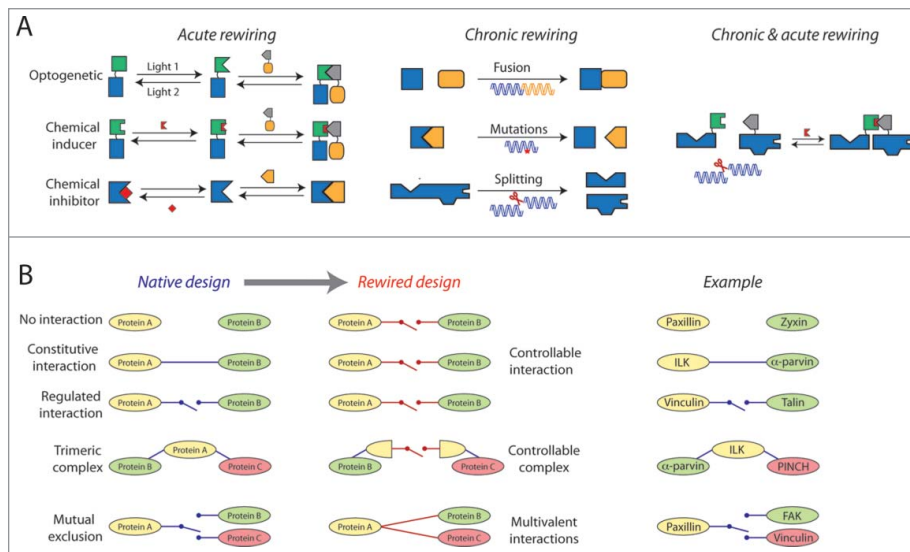 A
Acute rewiring
Chronic rewiring
Chronic & acute rewiring
Optogenetic
Light 1
Light 2
Fusion
Chemical
inducer
Mutations
Chemical
inhibitor
Splitting
B
Native design
Rewired design
Example
No interaction
Protein A
Protein B
Protein A
Protein B
Paxillin
Zyxin
Constitutive
interaction
Protein A
Protein B
Protein A
Protein B
Controllable
interaction
ILK
α-parvin
Regulated
interaction
Protein A
Protein B
Protein A
Protein B
Vinculin
Talin
Trimeric
complex
Protein A
Protein B
Protein C
Protein B
Protein C
Controllable
complex
ILK
α-parvin
PINCH
Mutual
exclusion
Protein A
Protein B
Protein C
Protein A
Protein B
Protein C
Multivalent
interactions
Paxillin
FAK
Vinculin